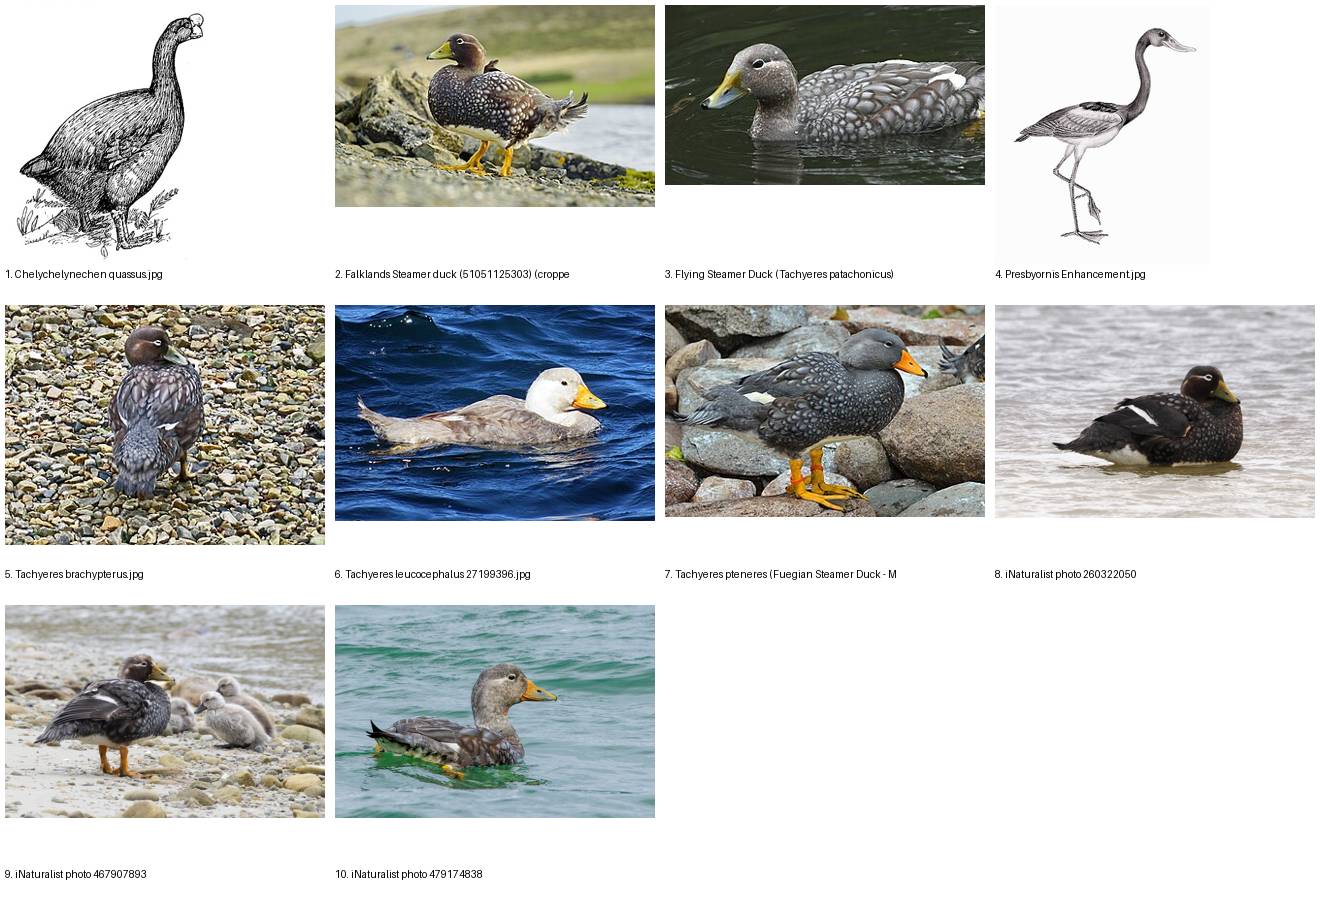 1. Chelychelynechen quassus.jpg
2. Falklands Steamer duck (51051125303) (croppe
3. Flying Steamer Duck (Tachyeres patachonicus)
4. Presbyornis Enhancement.jpg
5. Tachyeres brachypterus.jpg
6. Tachyeres leucocephalus 27199396.jpg
7. Tachyeres pteneres (Fuegian Steamer Duck - M
8. iNaturalist photo 260322050
9. iNaturalist photo 467907893
10. iNaturalist photo 479174838